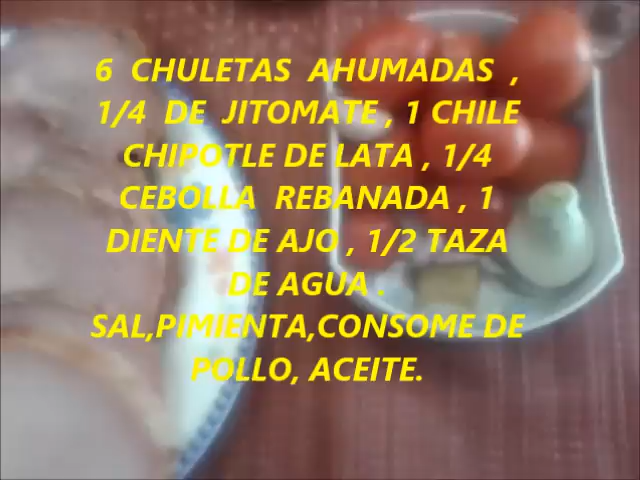 6 CHULETAS AHUMADAS ,
1/4 DE JITOMATE , 1 CHILE
CHIPOTLE DE LATA , 1/4
CEBOLLA REBANADA , 1
DIENTE DE AJO , 1/2 TAZA
DE AGUA .
SAL,PIMIENTA,CONSOME DE
POLLO, ACEITE.